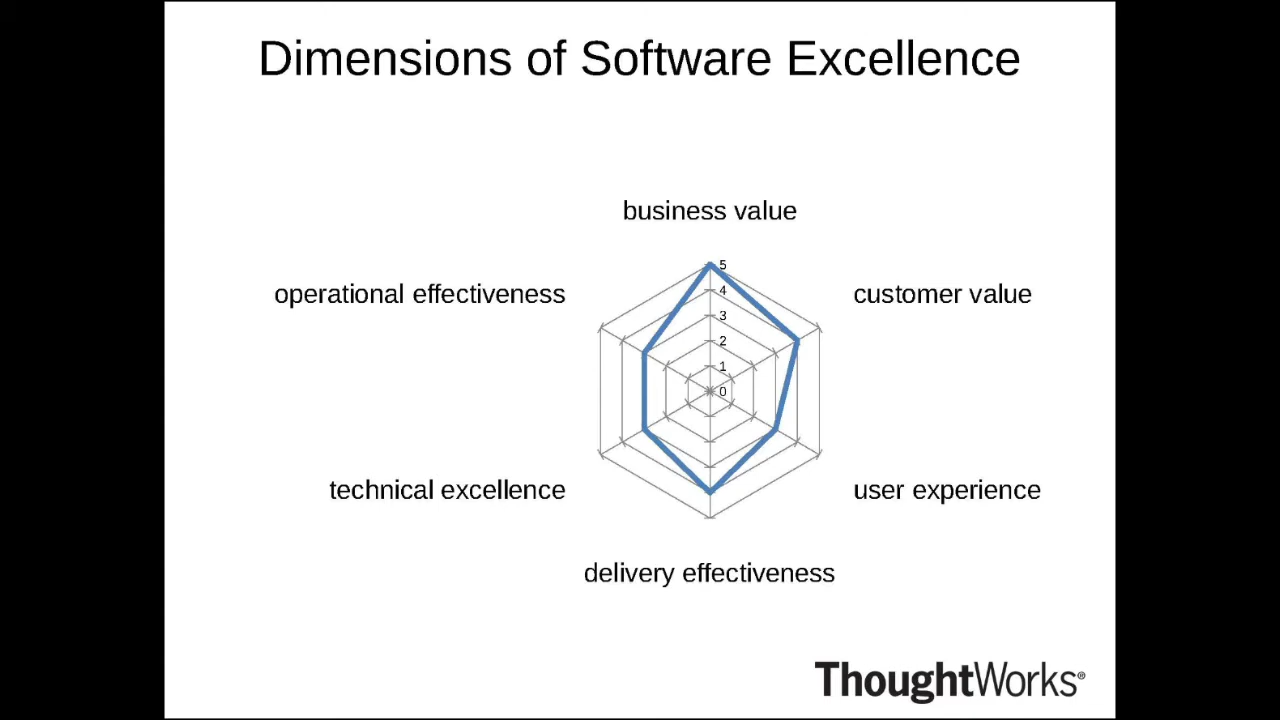 Dimensions of Software Excellence
business value
operational effectiveness
customer value
5
4
3
2
1
0
technical excellence
user experience
delivery effectiveness
ThoughtWorks®